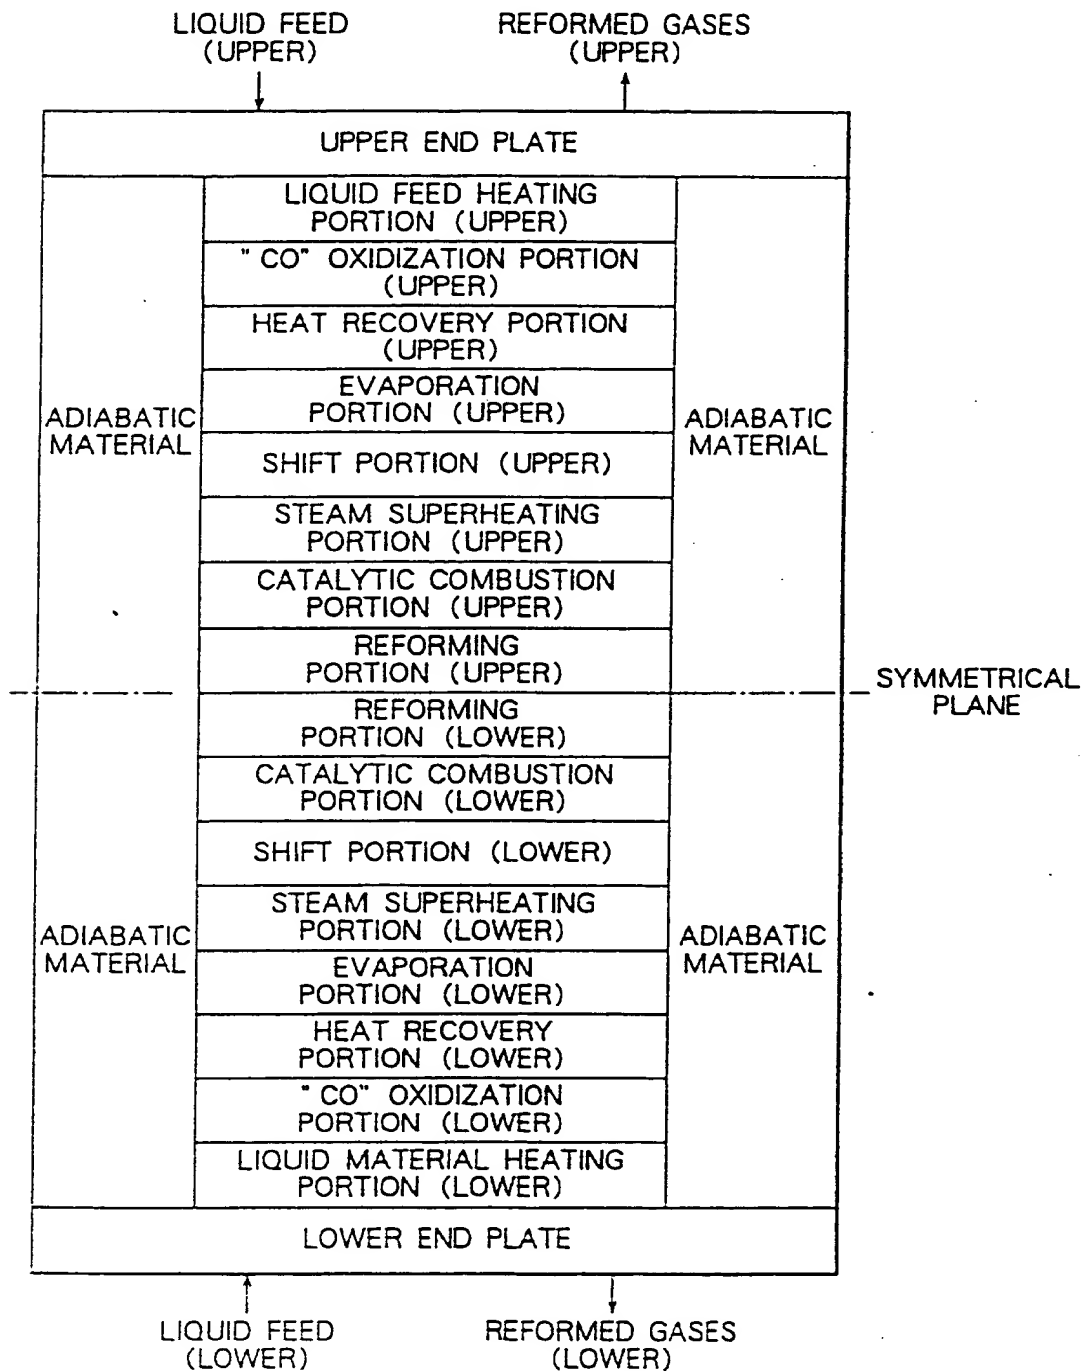 LIQUID FEED
(UPPER)
REFORMED GASES
(UPPER)
UPPER END PLATE
LIQUID FEED HEATING
PORTION (UPPER)
"CO" OXIDIZATION PORTION
(UPPER)
HEAT RECOVERY PORTION
(UPPER)
EVAPORATION
PORTION (UPPER)
ADIABATIC
MATERIAL
ADIABATIC
MATERIAL
SHIFT PORTION (UPPER)
STEAM SUPERHEATING
PORTION (UPPER)
CATALYTIC COMBUSTION
PORTION (UPPER)
REFORMING
PORTION (UPPER)
SYMMETRICAL
PLANE
REFORMING
PORTION (LOWER)
CATALYTIC COMBUSTION
PORTION (LOWER)
SHIFT PORTION (LOWER)
STEAM SUPERHEATING
PORTION (LOWER)
ADIABATIC
MATERIAL
ADIABATIC
MATERIAL
EVAPORATION
PORTION (LOWER)
HEAT RECOVERY
PORTION (LOWER)
"CO" OXIDIZATION
PORTION (LOWER)
LIQUID MATERIAL HEATING
PORTION (LOWER)
LOWER END PLATE
LIQUID FEED
(LOWER)
REFORMED GASES
(LOWER)